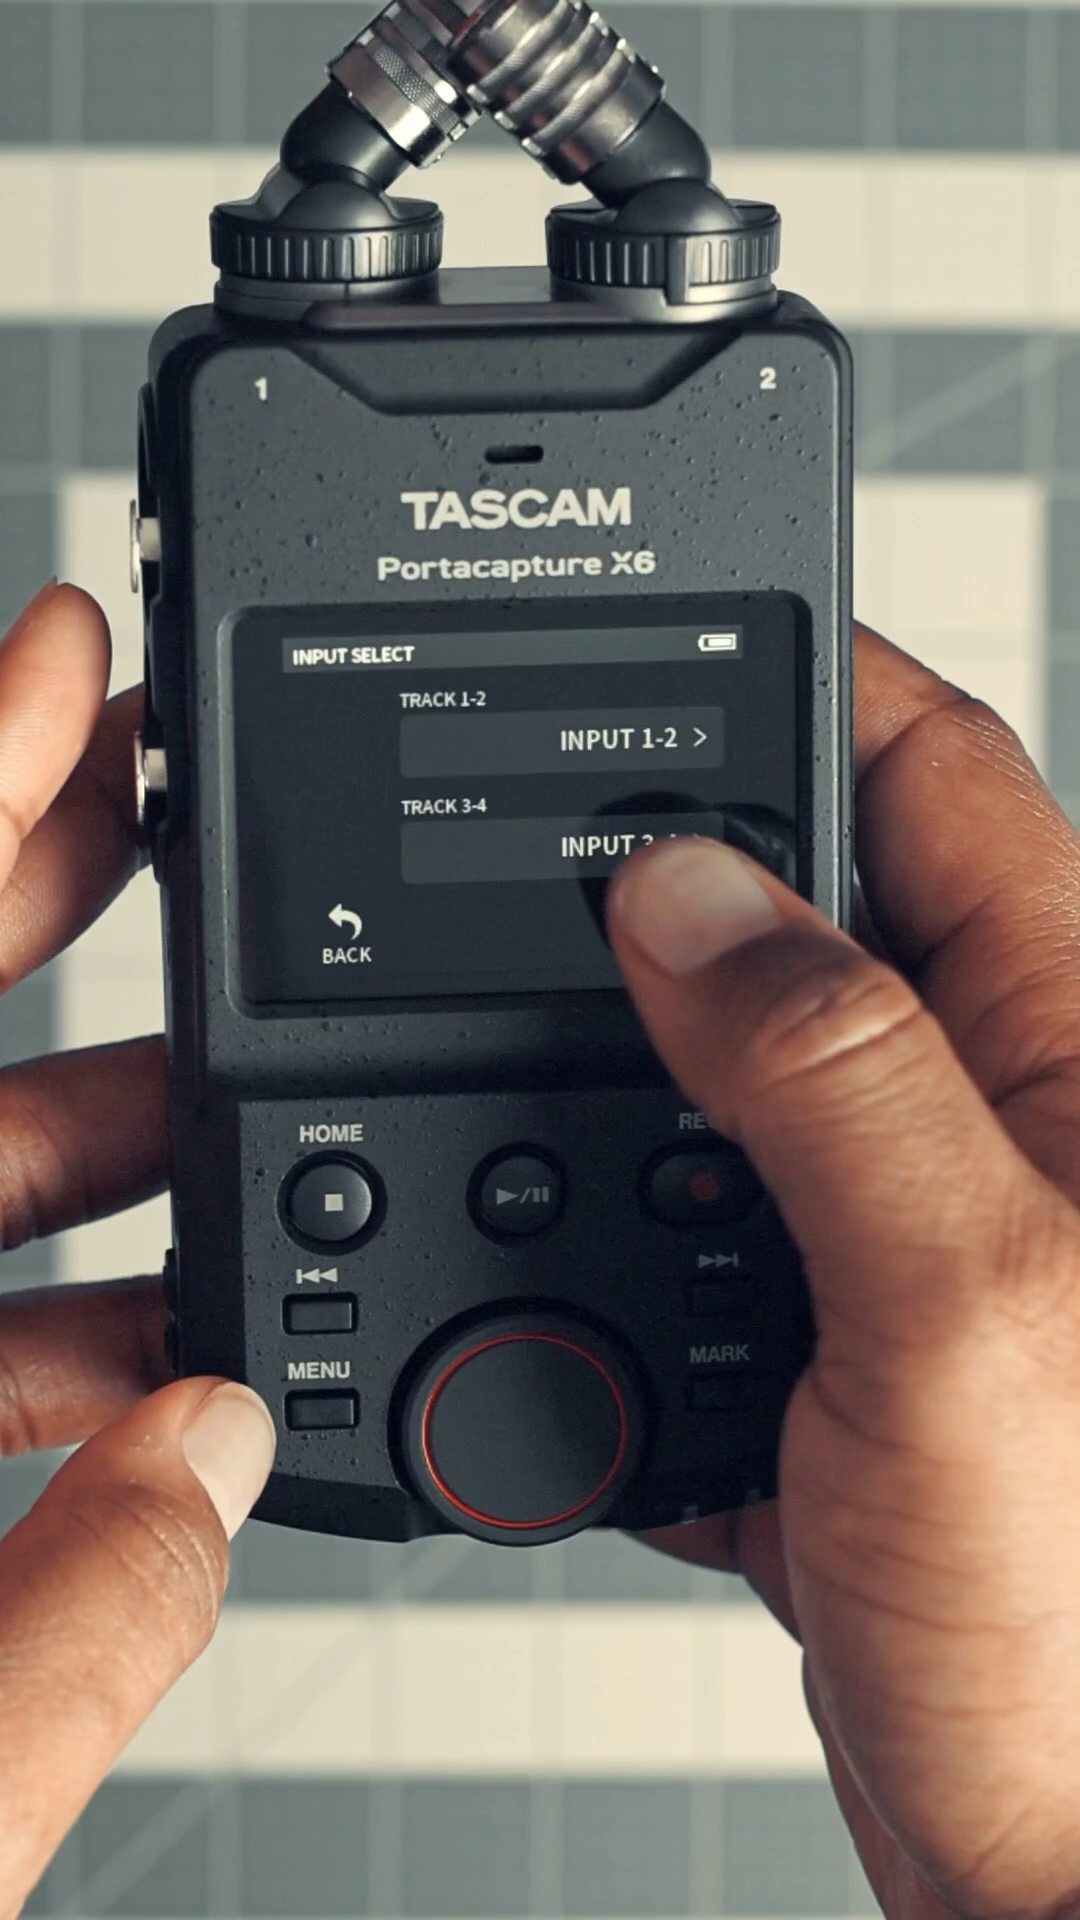 1
2
TASCAM
Portacapture X6
INPUT SELECT
TRACK 1-2
INPUT 1-2 >
TRACK 3-4
INPUT
BACK
HOME
MENU
MARK